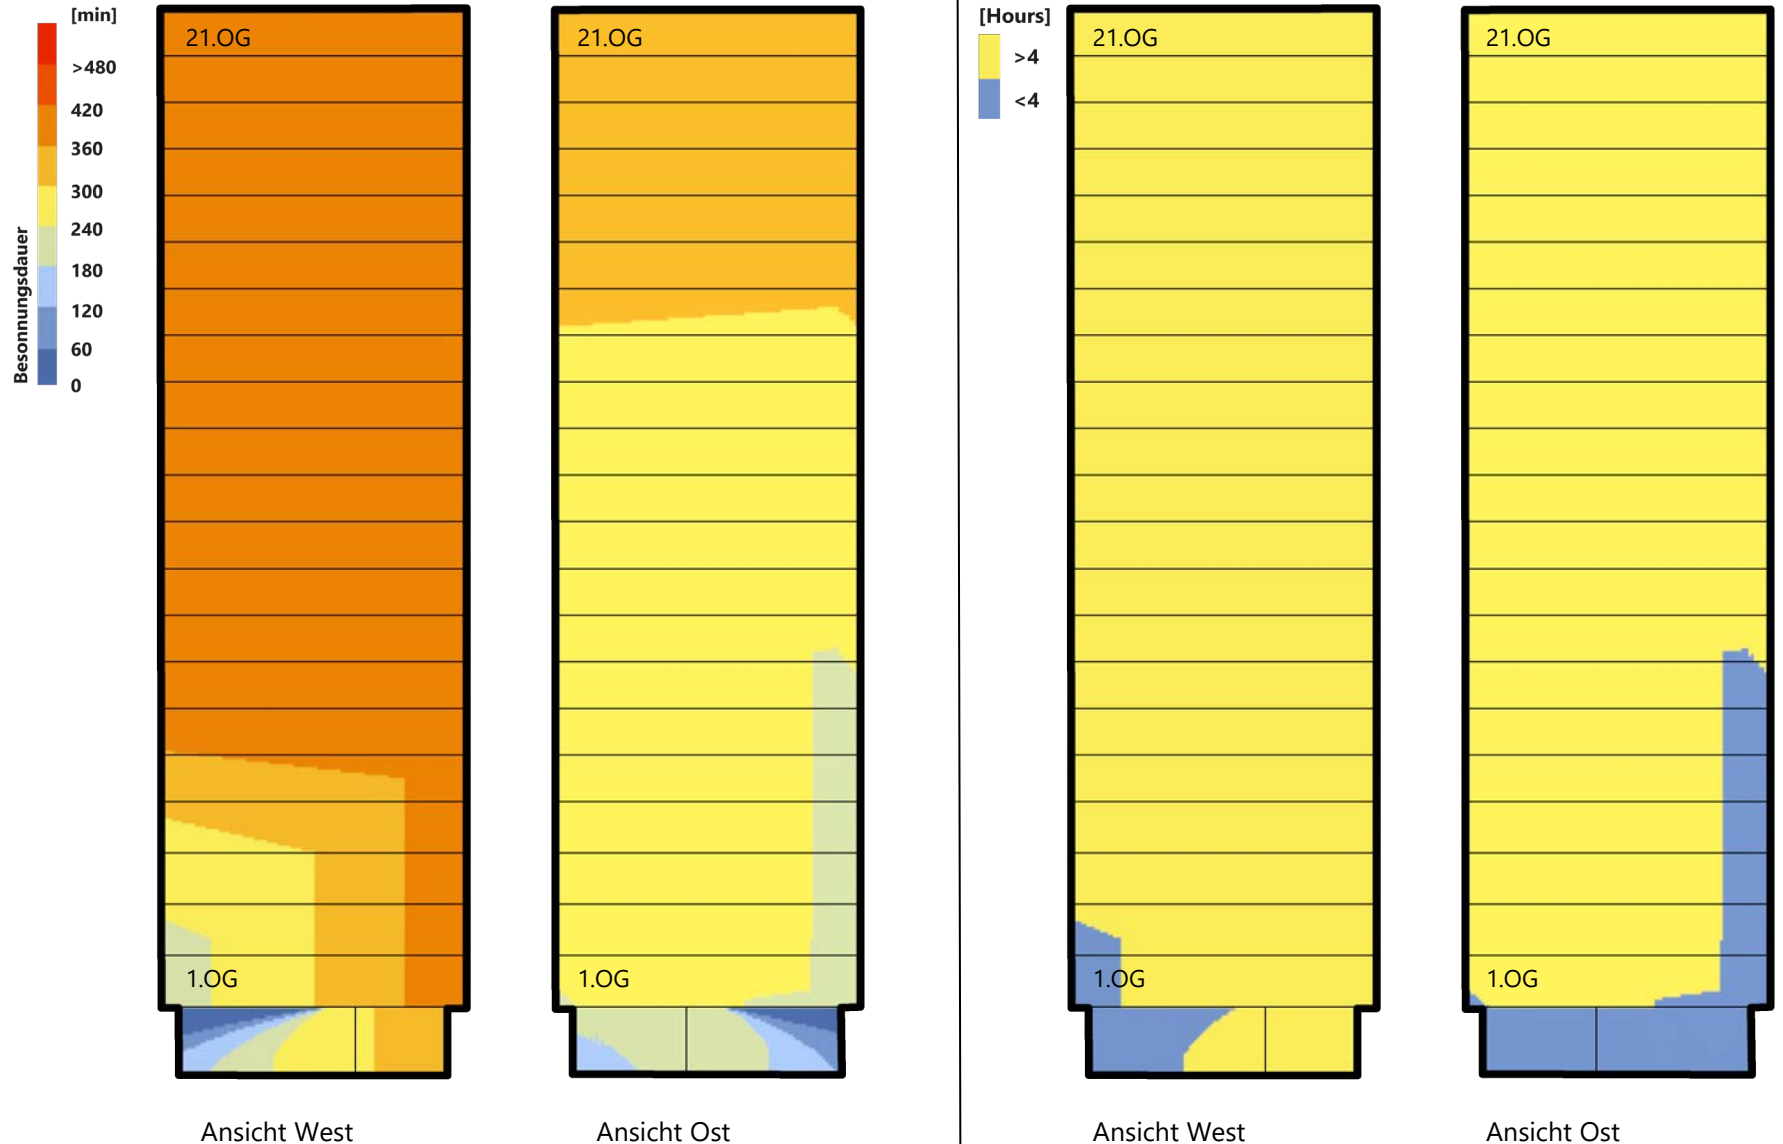 [min]
>480
420
360
300
240
180
120
60
0
Besonnungsdauer
21.OG
1.OG
Ansicht West
21.OG
1.OG
Ansicht Ost
[Hours]
>4
<4
21.OG
1.OG
Ansicht West
21.OG
1.OG
Ansicht Ost